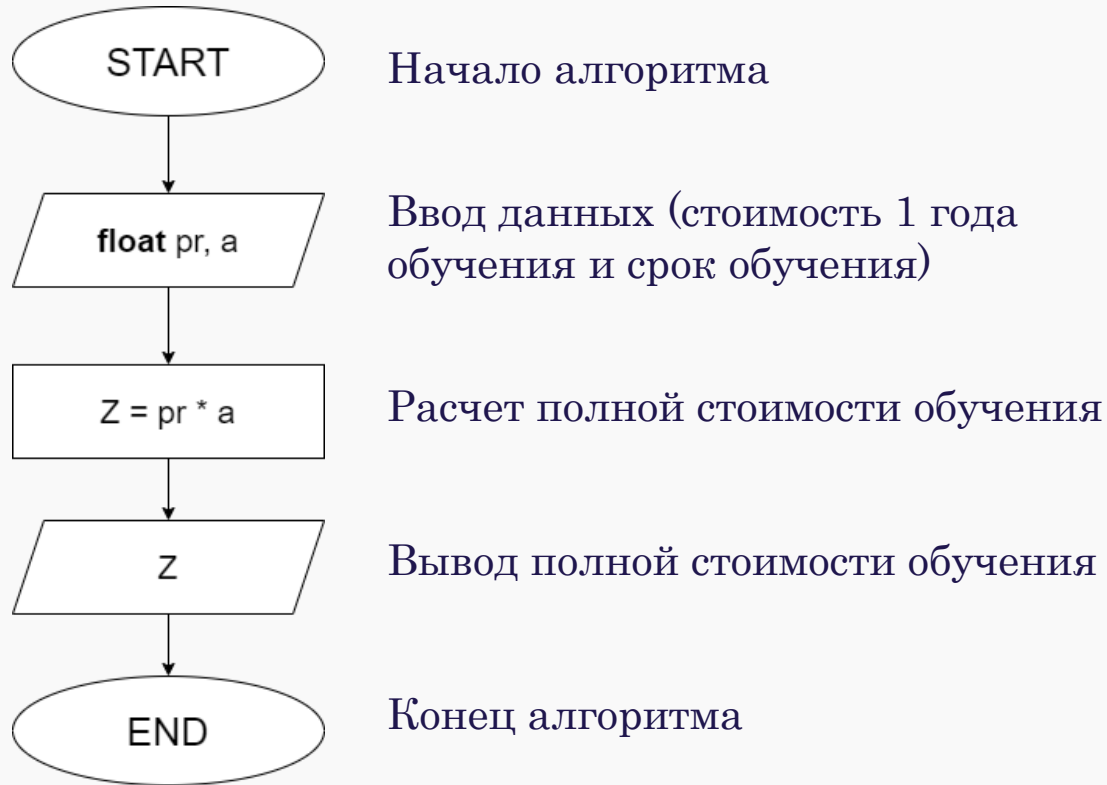 START
Начало алгоритма
float pr, a
Ввод данных (стоимость 1 года
обучения и срок обучения)
Z = pr * a
Расчет полной стоимости обучения
Z
Вывод полной стоимости обучения
END
Конец алгоритма